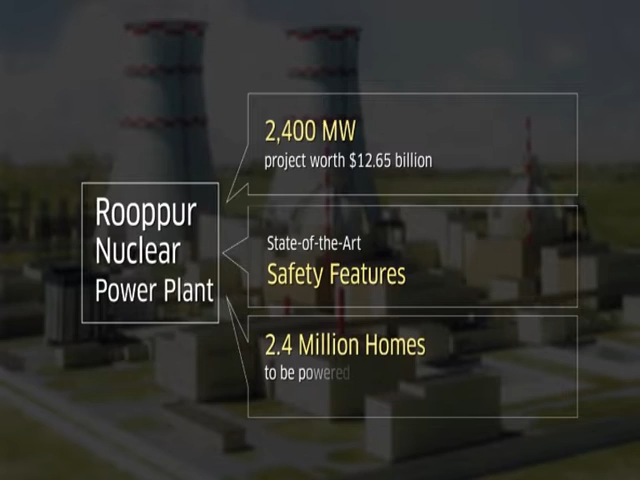 Rooppur
Nuclear
Power Plant
2,400 MW
project worth $12.65 billion
State-of-the-Art
Safety Features
2.4 Million Homes
to be powered